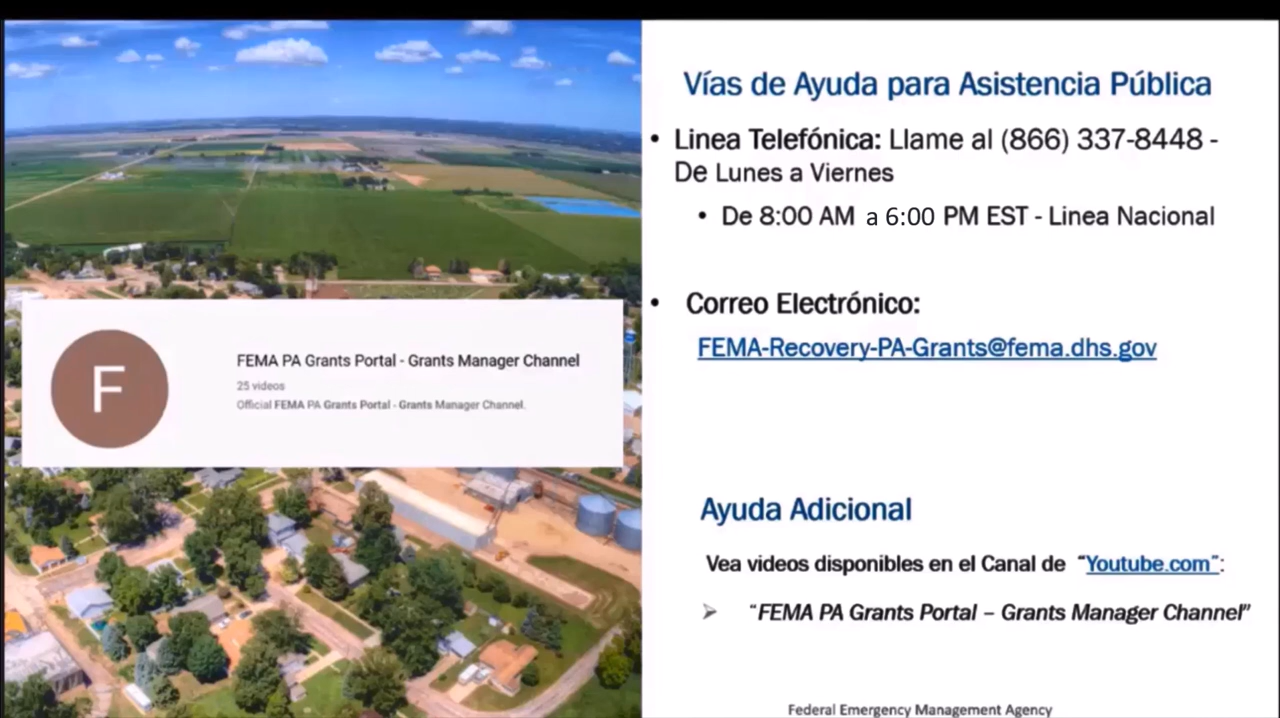 Vías de Ayuda para Asistencia Pública
• Linea Telefónica: Llame al (866) 337-8448 -
De Lunes a Viernes
• De 8:00 AM a 6:00 PM EST - Linea Nacional
• Correo Electrónico:
FEMA-Recovery-PA-Grants@fema.dhs.gov
F
FEMA PA Grants Portal - Grants Manager Channel
25 videos
Official FEMA PA Grants Portal - Grants Manager Channel.
Ayuda Adicional
Vea videos disponibles en el Canal de “Youtube.com”:
➢ “FEMA PA Grants Portal – Grants Manager Channel”
Federal Emergency Management Agency